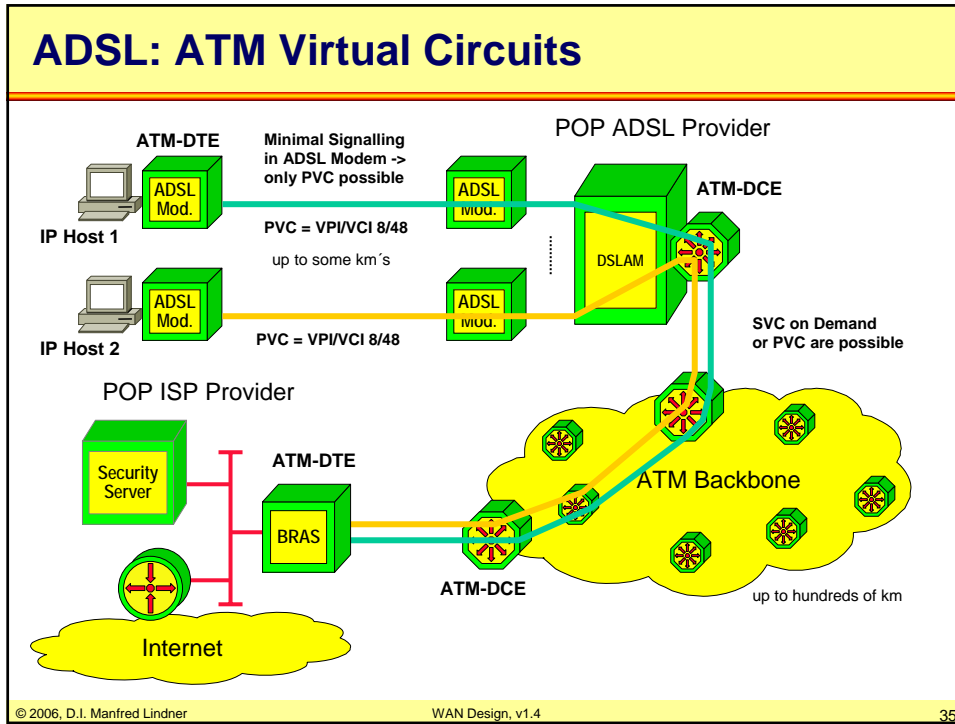 ADSL: ATM Virtual Circuits
POP ADSL Provider
ATM-DTE
Minimal Signalling
in ADSL Modem ->
only PVC possible
ATM-DCE
ADSL
Mod.
ADSL
Mod.
IP Host 1
PVC = VPI/VCI 8/48
up to some km´s
DSLAM
ADSL
Mod.
ADSL
Mod.
IP Host 2
PVC = VPI/VCI 8/48
SVC on Demand
or PVC are possible
POP ISP Provider
ATM-DTE
Security
Server
ATM Backbone
BRAS
ATM-DCE
up to hundreds of km
Internet
© 2006, D.I. Manfred Lindner
WAN Design, v1.4
35